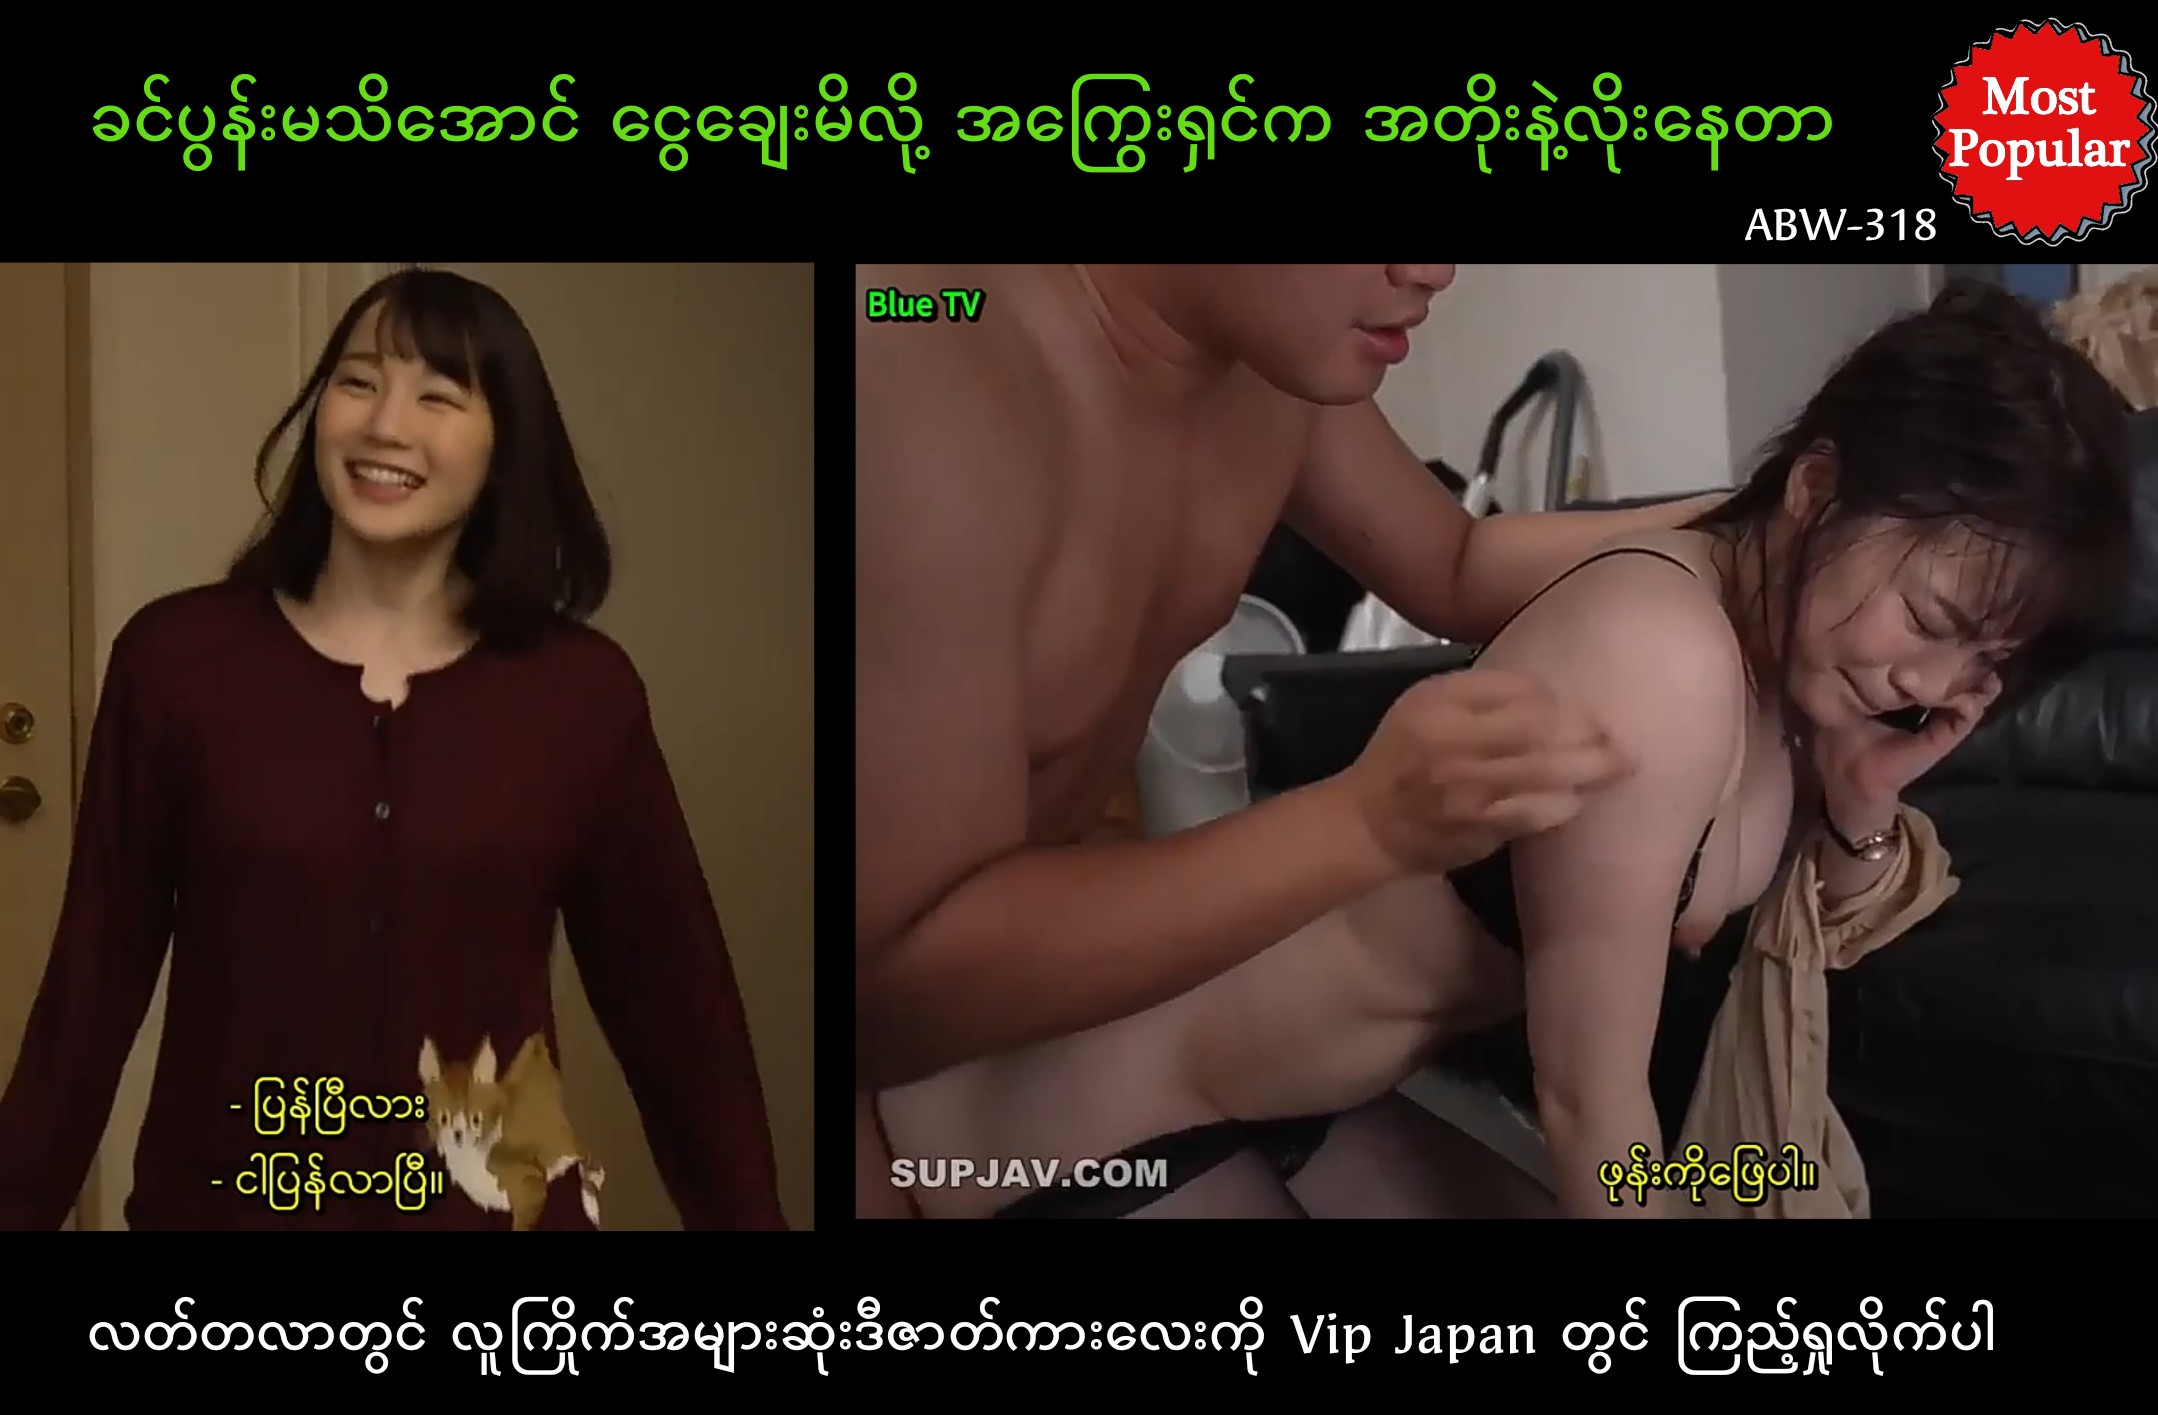 ခင်ပွန်းမသိအောင် ငွေချေးမိလို့ အကြွေးရှင်က အတိုးနဲ့လိုးနေတာ
Most
Popular
ABW-318
Blue TV
- ပြန်ပြီလား
- ငါပြန်လာပြီ။
SUPJAV.COM
ဖုန်းကိုဖြေပါ။
လတ်တလာတွင် လူကြိုက်အများဆုံးဒီဇာတ်ကားလေးကို Vip Japan တွင် ကြည့်ရှုလိုက်ပါ